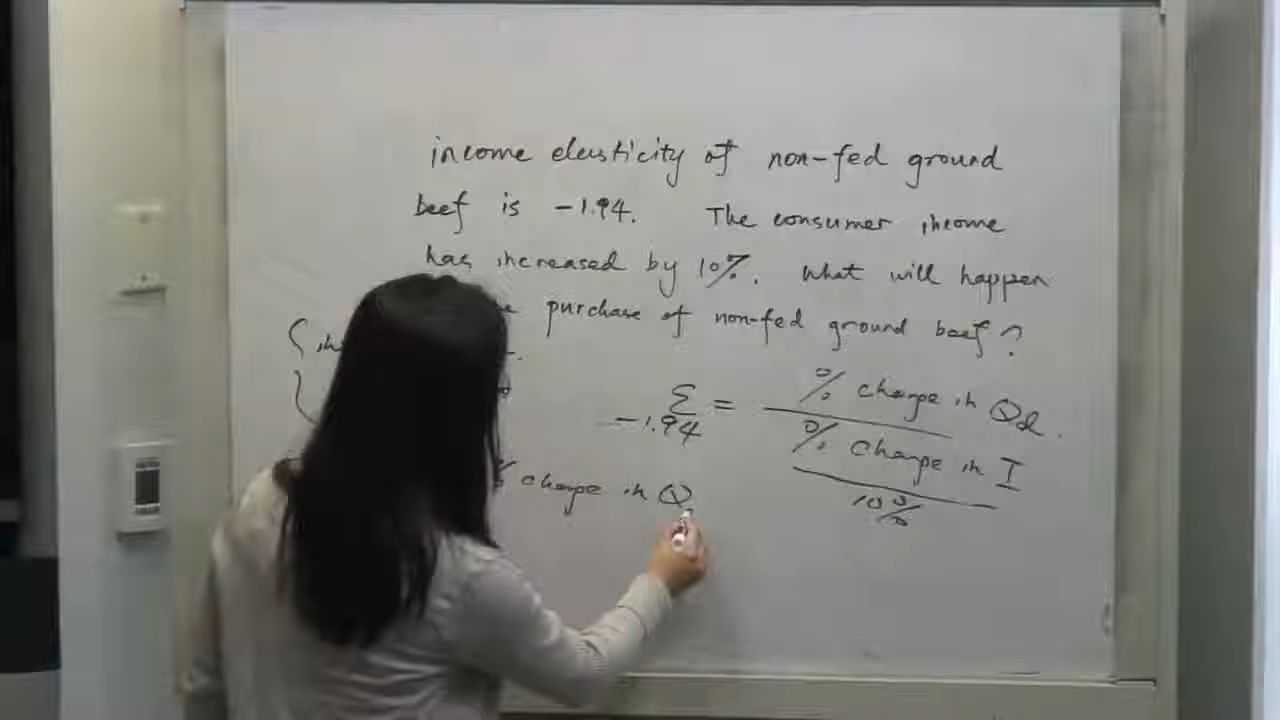 income elasticity of non-fed ground
beef is -1.94. The consumer income
has increased by 10%. What will happen
purchase of non-fed ground beef?
Σ = % change in Qd.
-1.94 % change in I
10%
% change in Q